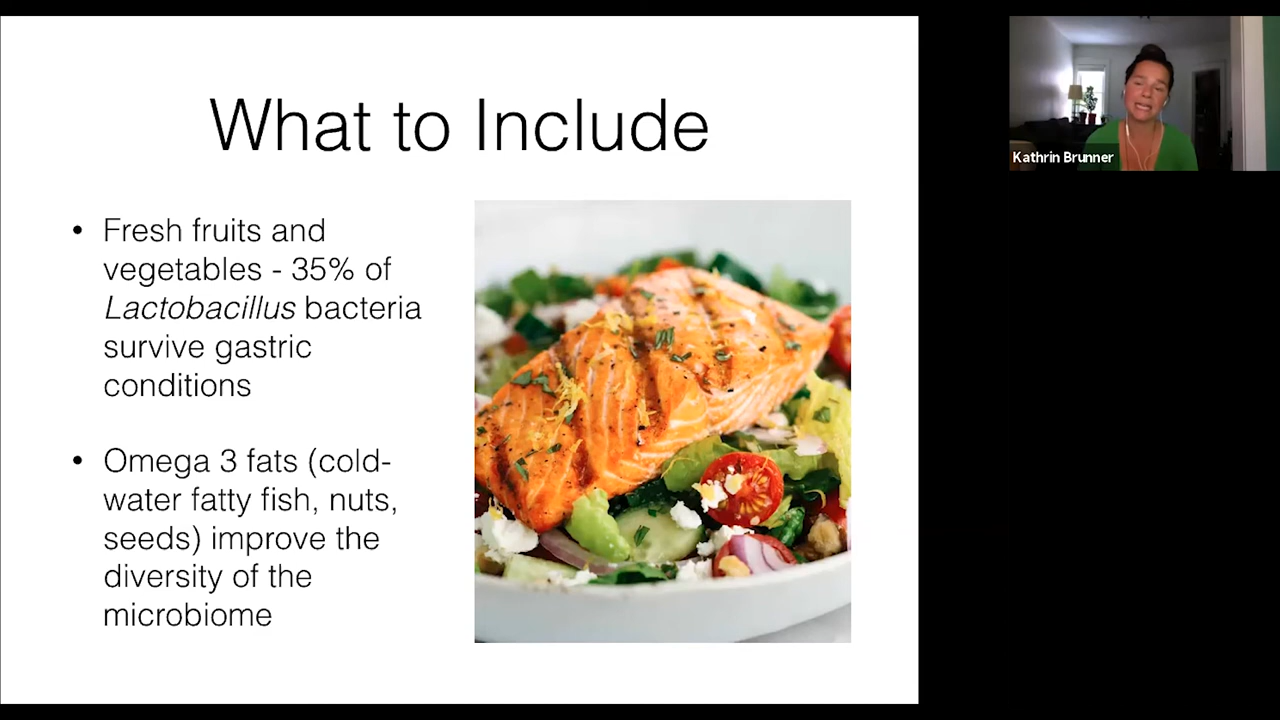 What to Include
• Fresh fruits and
vegetables - 35% of
Lactobacillus bacteria
survive gastric
conditions
• Omega 3 fats (cold-
water fatty fish, nuts,
seeds) improve the
diversity of the
microbiome
Kathrin Brunner